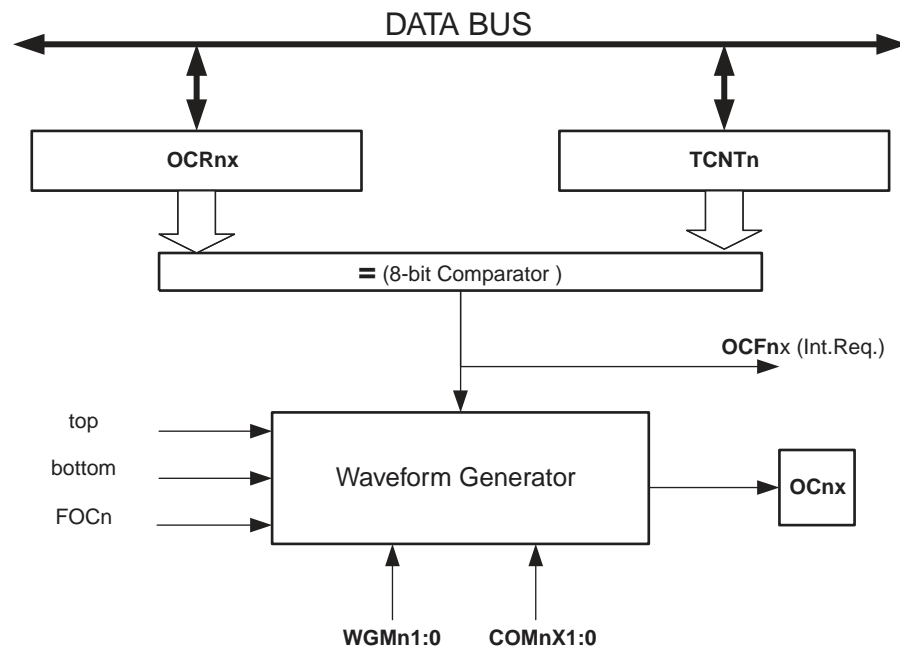 DATA BUS
OCRnx
TCNTn
= (8-bit Comparator )
OCFnx (Int.Req.)
top
bottom
FOCn
Waveform Generator
OCnx
WGMn1:0
COMnX1:0